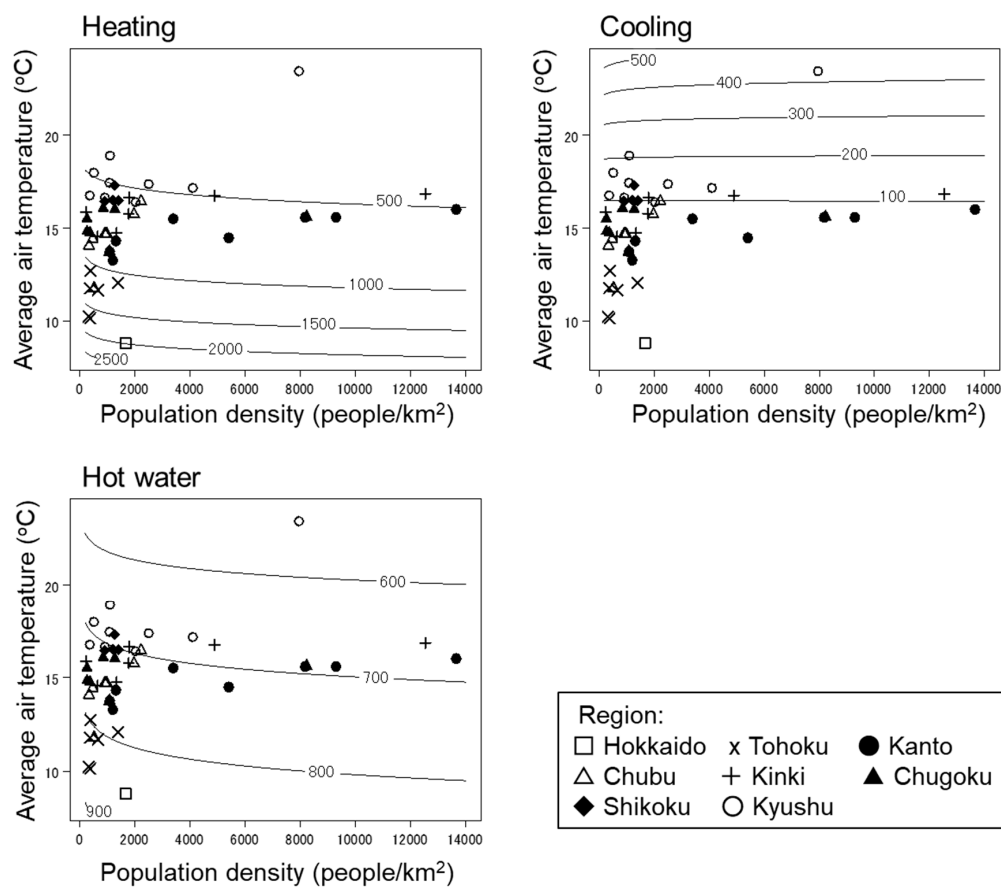 Heating
Average air temperature (ºC)
20
15
10
500
1000
1500
2000
2500
0 2000 4000 6000 8000 10000 12000 14000
Population density (people/km²)
Cooling
Average air temperature (ºC)
20
15
10
500
400
300
200
100
0 2000 4000 6000 8000 10000 12000 14000
Population density (people/km²)
Hot water
Average air temperature (ºC)
20
15
10
600
700
800
900
0 2000 4000 6000 8000 10000 12000 14000
Population density (people/km²)
Region:
Hokkaido Tohoku Kanto
Chubu Kinki Chugoku
Shikoku Kyushu